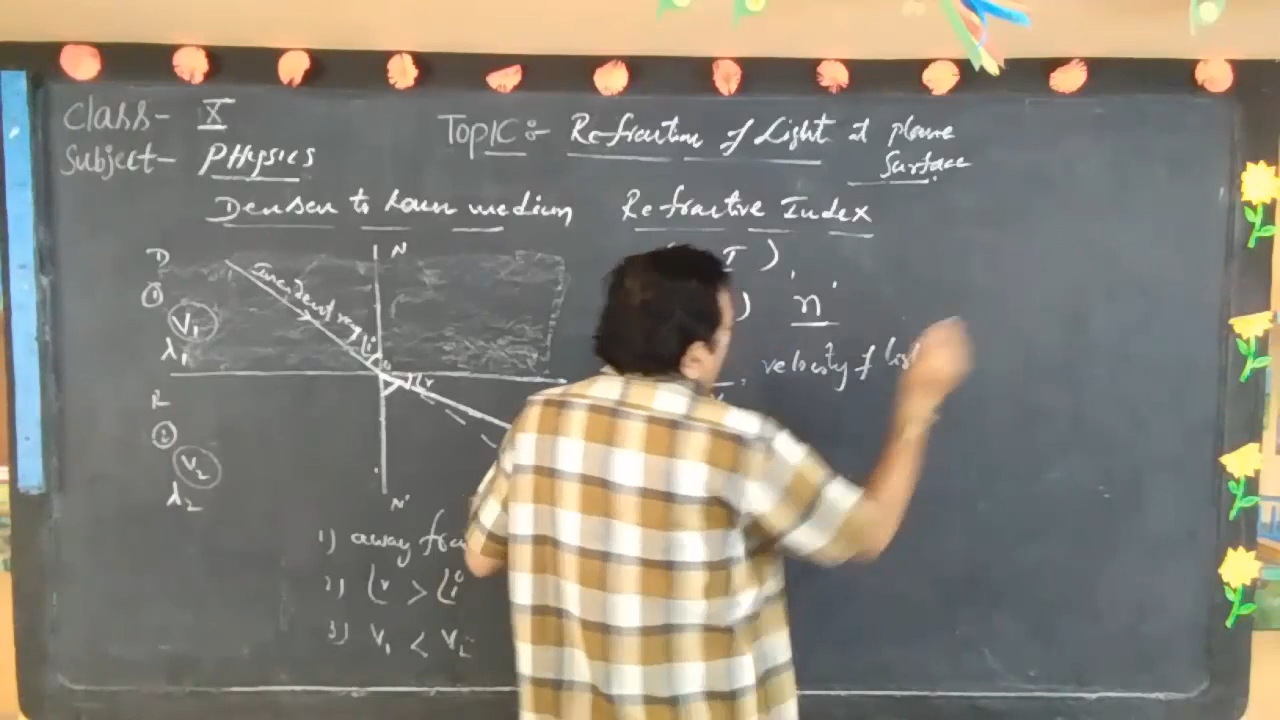 Class- X
Subject- PHysics
TOPIC:- Refraction of Light at plane
Surface
Denser to rarer medium
Refractive Index
D
N
1
Incident ray
V1
i
λ1
R
r
2
V2
λ2
N'
1) away from
2) ∠r > ∠i
3) V1 < V2
I )
) n
velocity of light